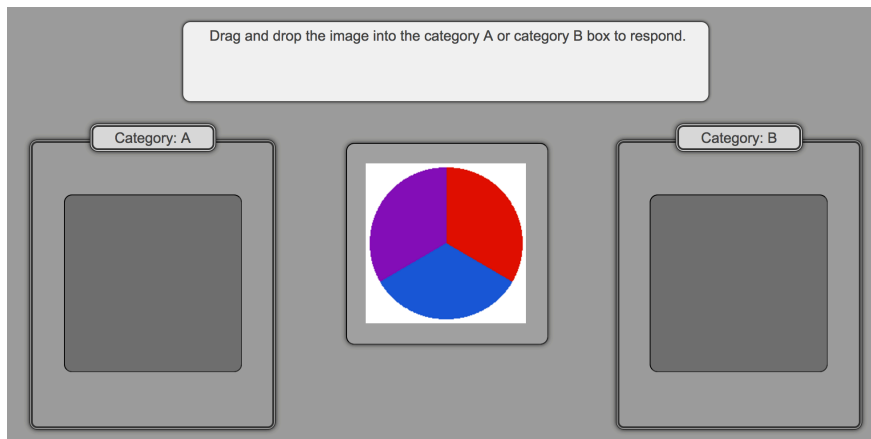 Drag and drop the image into the category A or category B box to respond.
Category: A
Category: B